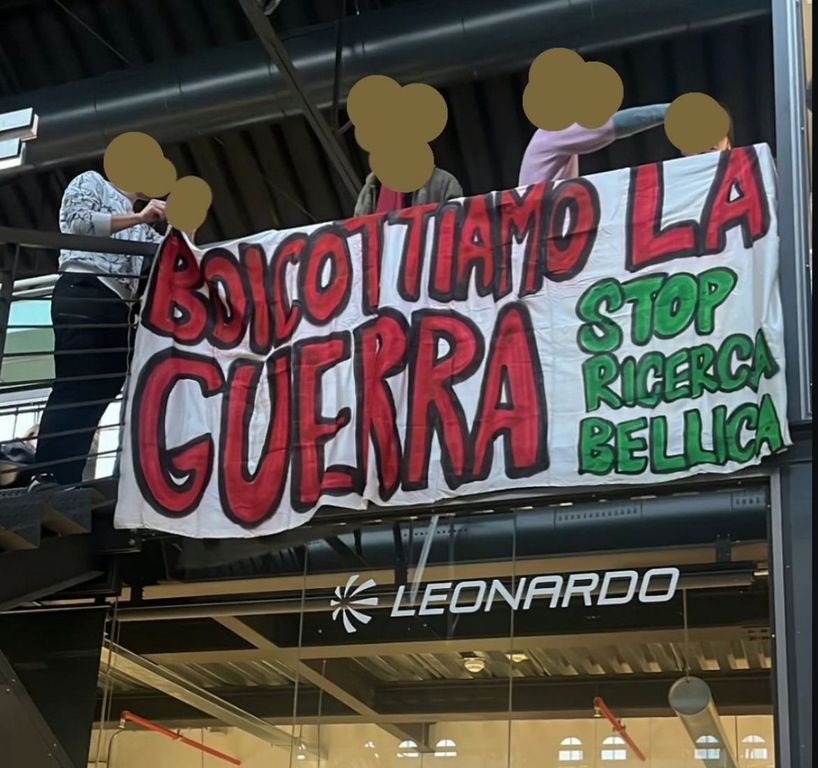 BOICOTTIAMO LA
GUERRA
STOP
RICERCA
BELLICA
LEONARDO